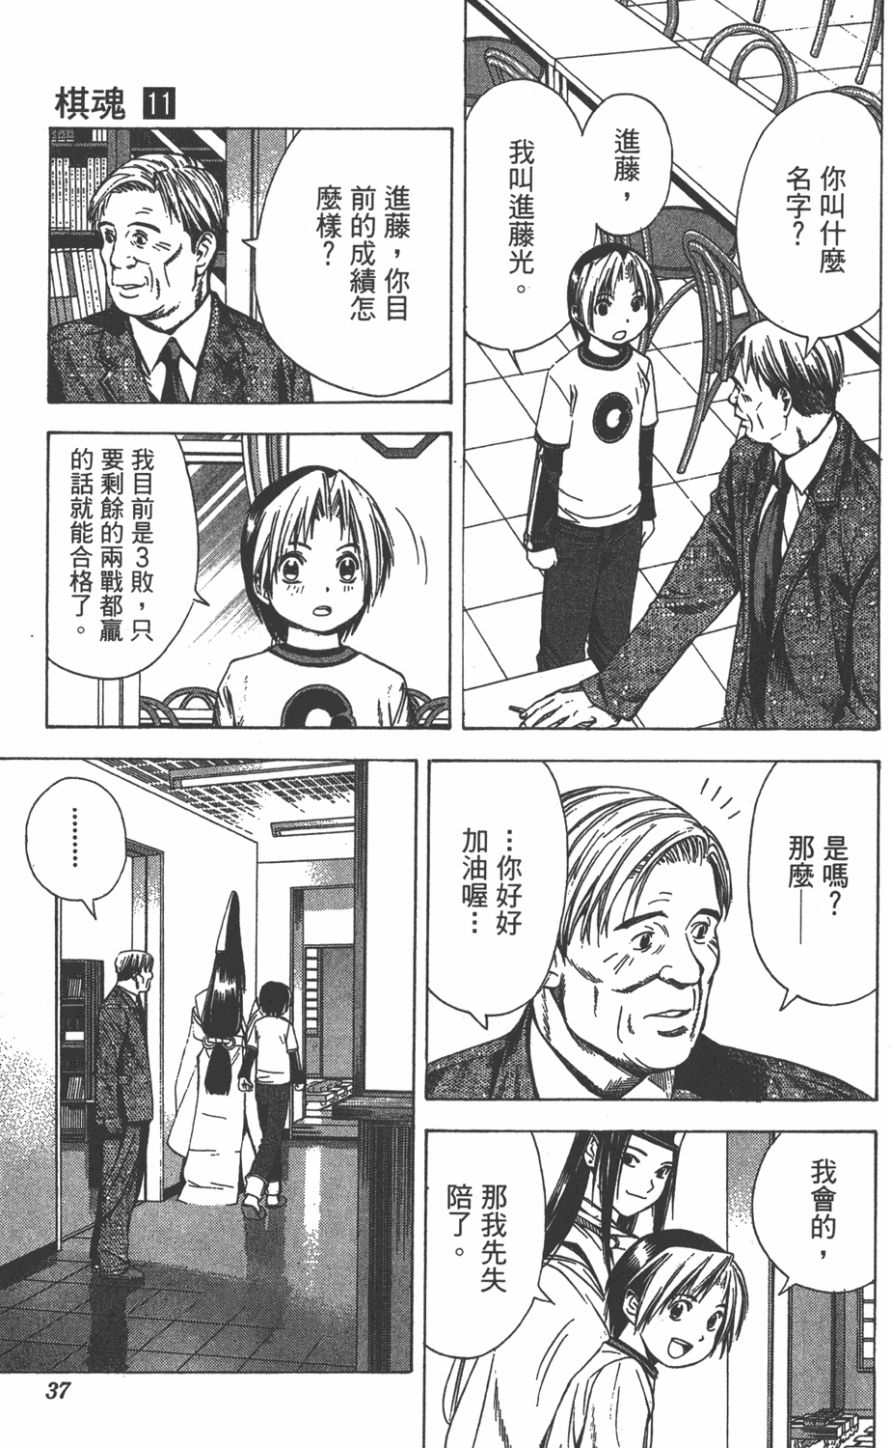 棋魂 11
你叫什麼
名字？
進藤，
我叫進藤光。
進藤，你目
前的成績怎
麼樣？
我目前是3敗，只
要剩餘的兩戰都贏
的話就能合格了。
是嗎？
那麼——
…你好好
加油喔…
我會的，
那我先失
陪了。
………
37